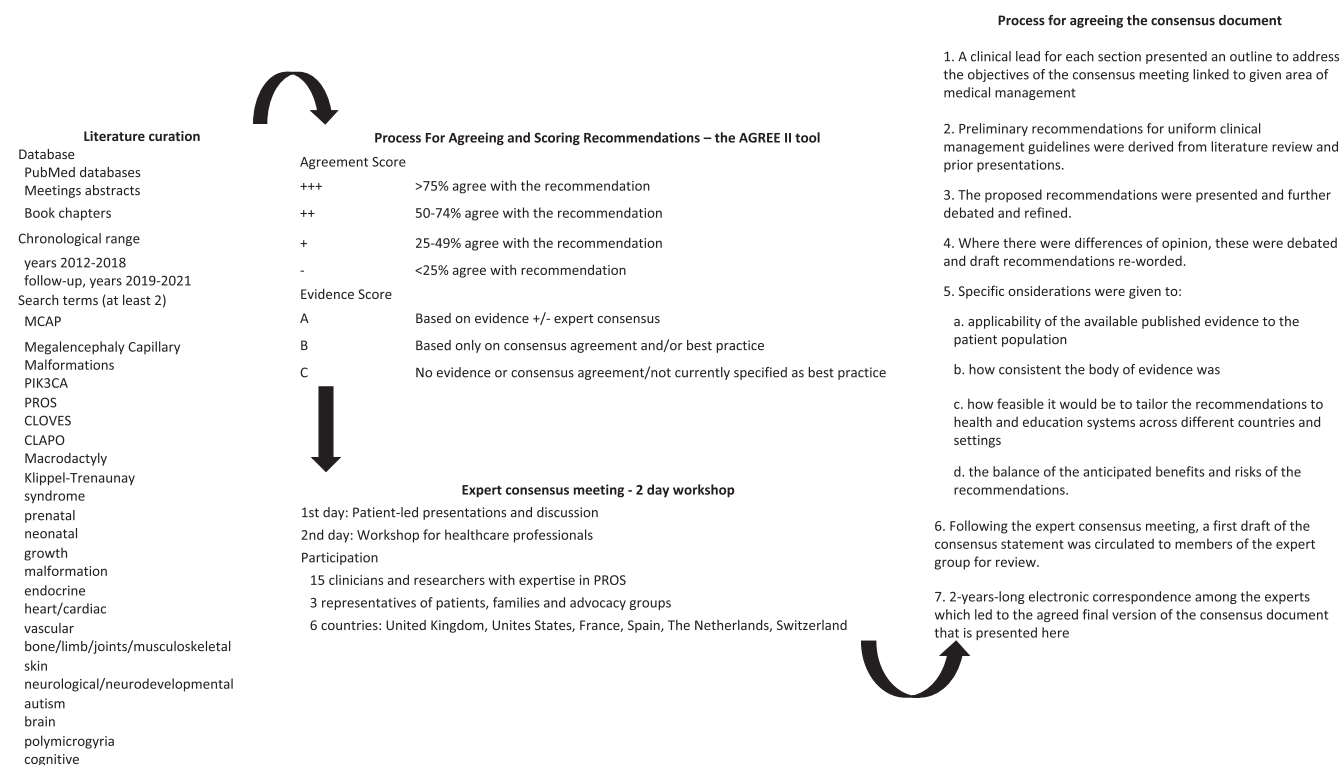 Literature curation
Database
PubMed databases
Meetings abstracts
Book chapters
Chronological range
years 2012-2018
follow-up, years 2019-2021
Search terms (at least 2)
MCAP
Megalencephaly Capillary
Malformations
PIK3CA
PROS
CLOVES
CLAPO
Macrodactyly
Klippel-Trenaunay
syndrome
prenatal
neonatal
growth
malformation
endocrine
heart/cardiac
vascular
bone/limb/joints/musculoskeletal
skin
neurological/neurodevelopmental
autism
brain
polymicrogyria
cognitive
Process For Agreeing and Scoring Recommendations – the AGREE II tool
Agreement Score
+++ >75% agree with the recommendation
++ 50-74% agree with the recommendation
+ 25-49% agree with the recommendation
- <25% agree with recommendation
Evidence Score
A Based on evidence +/- expert consensus
B Based only on consensus agreement and/or best practice
C No evidence or consensus agreement/not currently specified as best practice
Expert consensus meeting - 2 day workshop
1st day: Patient-led presentations and discussion
2nd day: Workshop for healthcare professionals
Participation
15 clinicians and researchers with expertise in PROS
3 representatives of patients, families and advocacy groups
6 countries: United Kingdom, Unites States, France, Spain, The Netherlands, Switzerland
Process for agreeing the consensus document
1. A clinical lead for each section presented an outline to address
the objectives of the consensus meeting linked to given area of
medical management
2. Preliminary recommendations for uniform clinical
management guidelines were derived from literature review and
prior presentations.
3. The proposed recommendations were presented and further
debated and refined.
4. Where there were differences of opinion, these were debated
and draft recommendations re-worded.
5. Specific onsiderations were given to:
a. applicability of the available published evidence to the
patient population
b. how consistent the body of evidence was
c. how feasible it would be to tailor the recommendations to
health and education systems across different countries and
settings
d. the balance of the anticipated benefits and risks of the
recommendations.
6. Following the expert consensus meeting, a first draft of the
consensus statement was circulated to members of the expert
group for review.
7. 2-years-long electronic correspondence among the experts
which led to the agreed final version of the consensus document
that is presented here